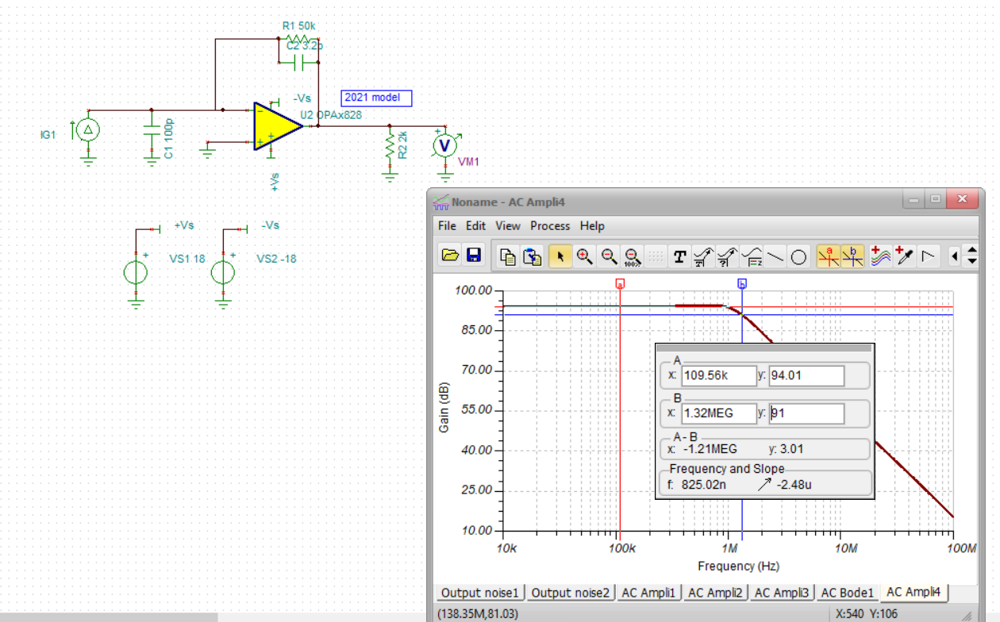 R1 50k
C2 3.2p
-Vs
2021 model
U2 OPAx828
IG1
C1 100p
R2 2k
V
VM1
+Vs
+Vs
-Vs
VS1 18
VS2 -18
Noname - AC Ampli4
File Edit View Process Help
100%
T
a
b
a
b
100.00
85.00
70.00
55.00
40.00
25.00
10.00
Gain (dB)
10k
100k
1M
10M
100M
Frequency (Hz)
A
x: 109.56k y: 94.01
B
x: 1.32MEG y: 91
A - B
x: -1.21MEG y: 3.01
Frequency and Slope
f: 825.02n -2.48u
Output noise1 Output noise2 AC Ampli1 AC Ampli2 AC Ampli3 AC Bode1 AC Ampli4
(138.35M,81.03) X:540 Y:106